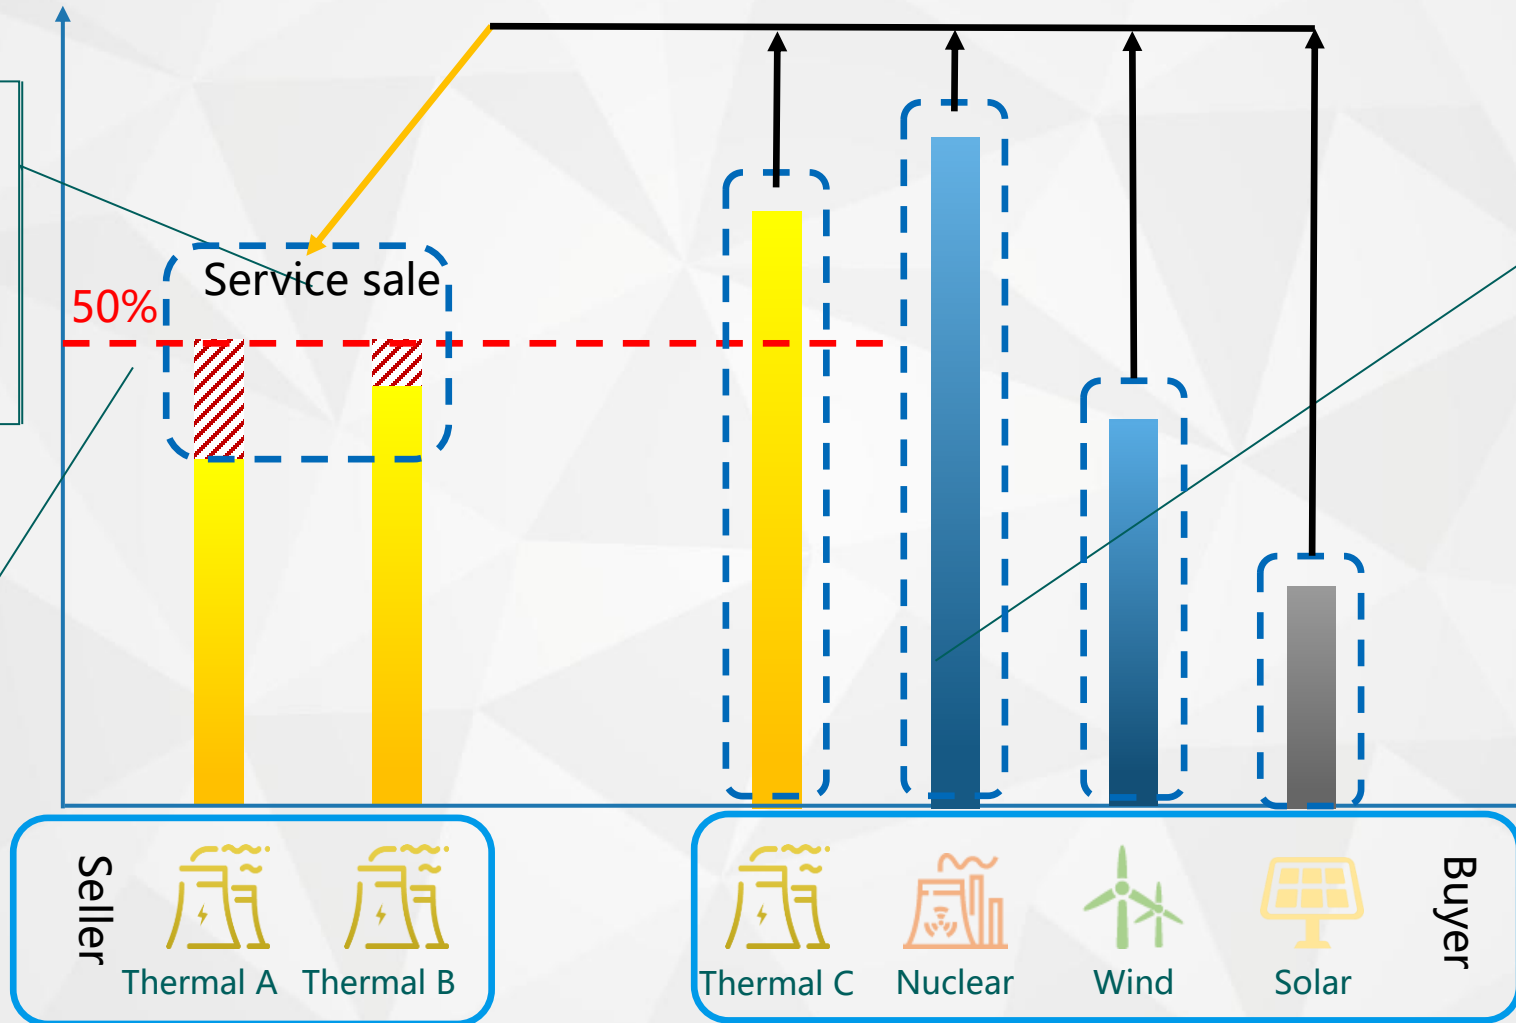 Service sale
50%
Seller
Thermal A
Thermal B
Thermal C
Nuclear
Wind
Solar
Buyer